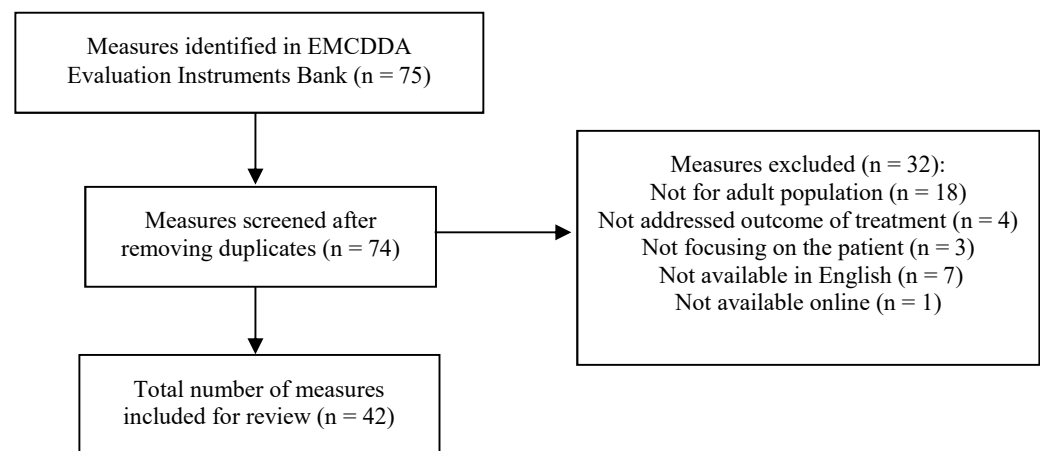 Measures identified in EMCDDA
Evaluation Instruments Bank (n = 75)
Measures screened after
removing duplicates (n = 74)
Measures excluded (n = 32):
Not for adult population (n = 18)
Not addressed outcome of treatment (n = 4)
Not focusing on the patient (n = 3)
Not available in English (n = 7)
Not available online (n = 1)
Total number of measures
included for review (n = 42)